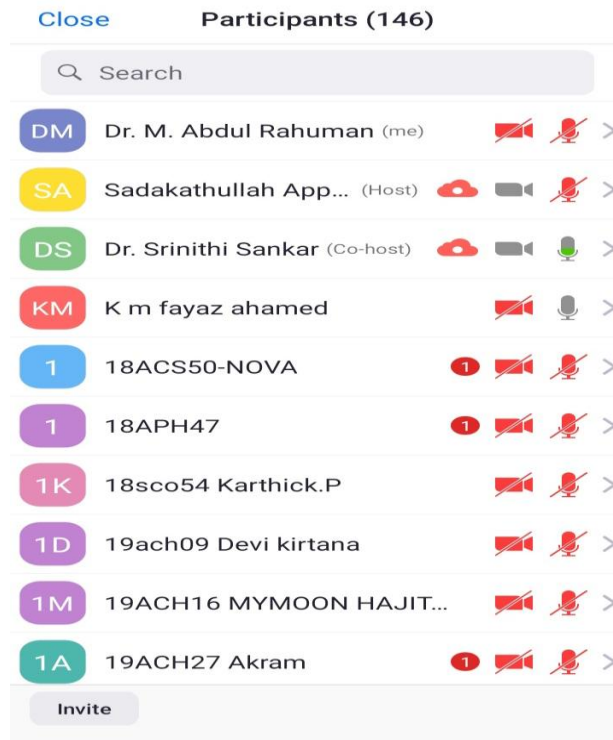 Close Participants (146)
Search
DM Dr. M. Abdul Rahuman (me)
SA Sadakathullah App... (Host)
DS Dr. Srinithi Sankar (Co-host)
KM K m fayaz ahamed
1 18ACS50-NOVA 1
1 18APH47 1
1K 18sco54 Karthick.P
1D 19ach09 Devi kirtana
1M 19ACH16 MYMOON HAJIT...
1A 19ACH27 Akram 1
Invite